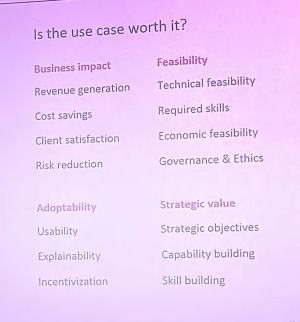 Is the use case worth it?
Business impact
Revenue generation
Cost savings
Client satisfaction
Risk reduction
Feasibility
Technical feasibility
Required skills
Economic feasibility
Governance & Ethics
Adoptability
Usability
Explainability
Incentivization
Strategic value
Strategic objectives
Capability building
Skill building